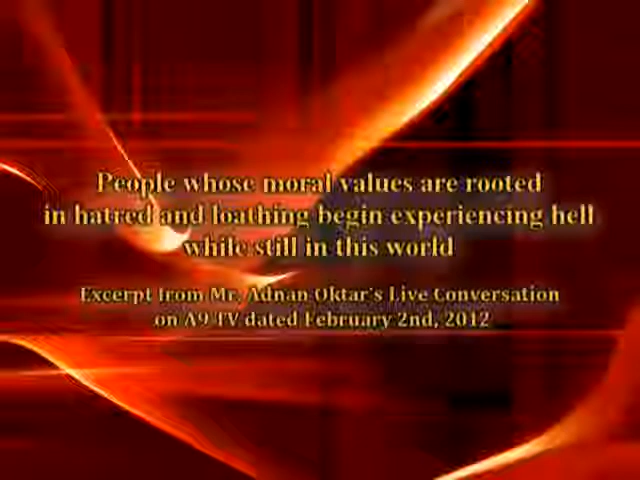 People whose moral values are rooted
in hatred and loathing begin experiencing hell
while still in this world
Excerpt from Mr. Adnan Oktar's Live Conversation
on A9 TV dated February 2nd, 2012